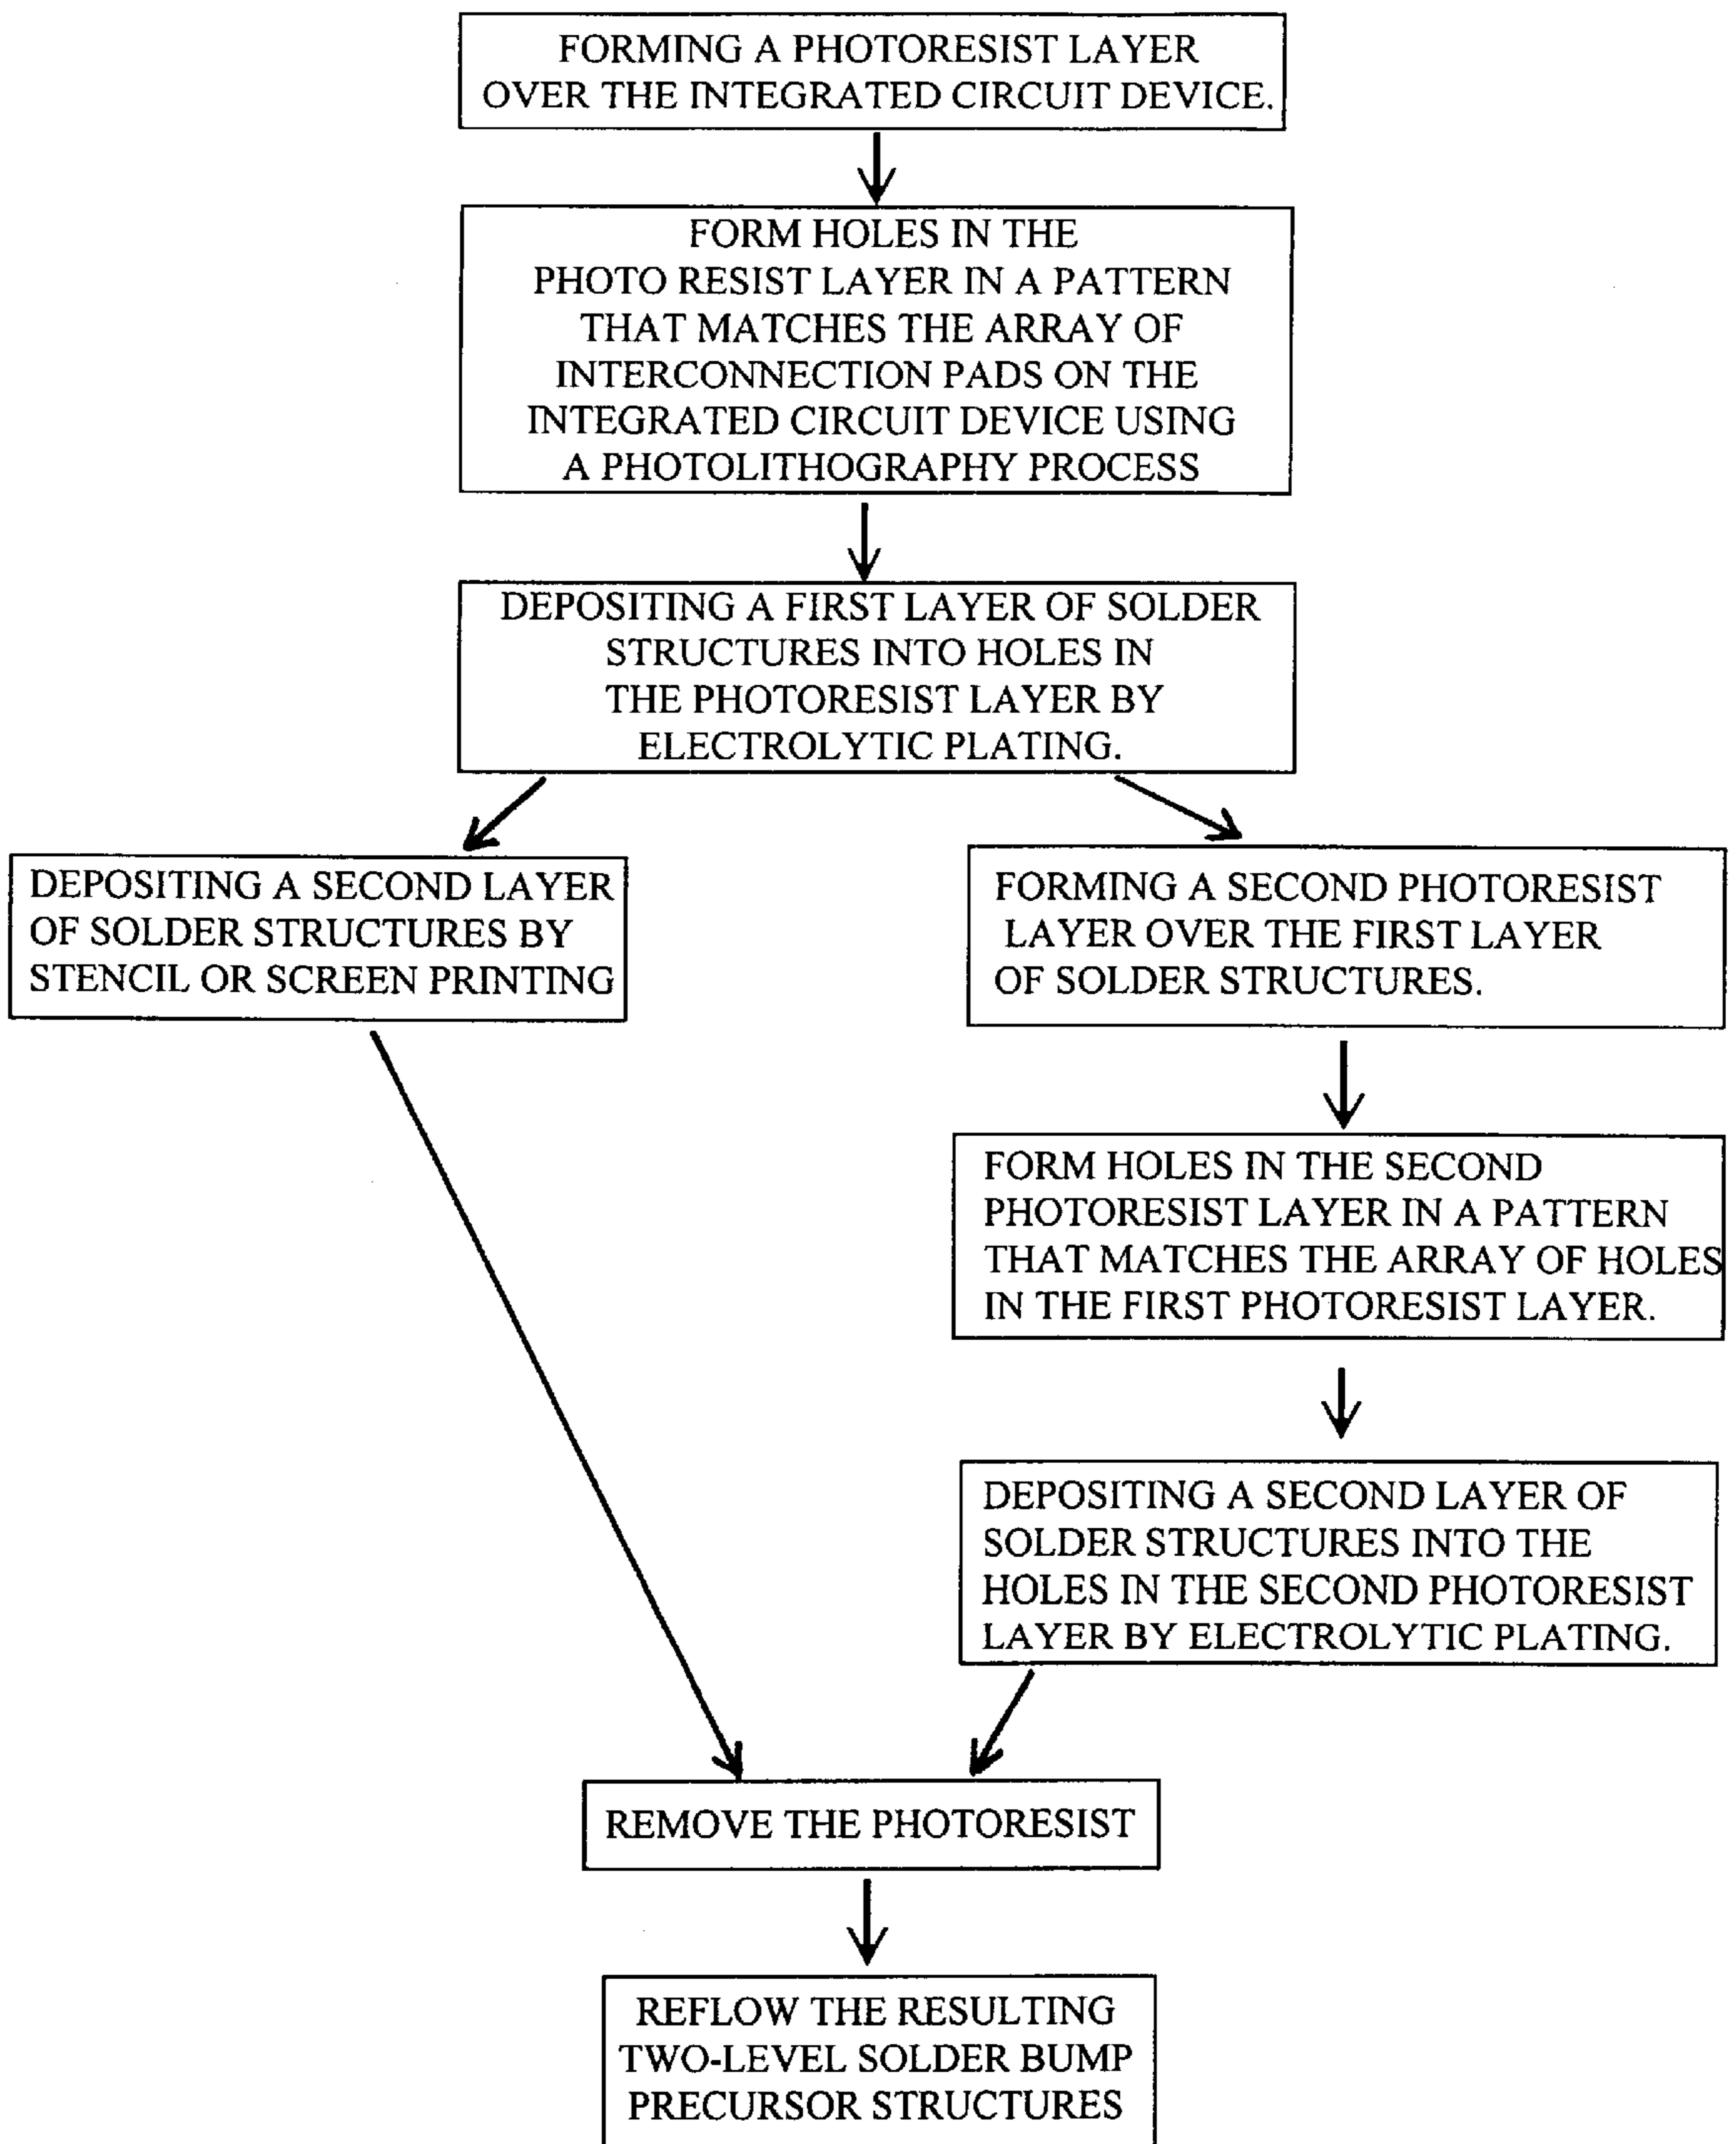 FORMING A PHOTORESIST LAYER
OVER THE INTEGRATED CIRCUIT DEVICE.
FORM HOLES IN THE
PHOTO RESIST LAYER IN A PATTERN
THAT MATCHES THE ARRAY OF
INTERCONNECTION PADS ON THE
INTEGRATED CIRCUIT DEVICE USING
A PHOTOLITHOGRAPHY PROCESS
DEPOSITING A FIRST LAYER OF SOLDER
STRUCTURES INTO HOLES IN
THE PHOTORESIST LAYER BY
ELECTROLYTIC PLATING.
DEPOSITING A SECOND LAYER
OF SOLDER STRUCTURES BY
STENCIL OR SCREEN PRINTING
FORMING A SECOND PHOTORESIST
LAYER OVER THE FIRST LAYER
OF SOLDER STRUCTURES.
FORM HOLES IN THE SECOND
PHOTORESIST LAYER IN A PATTERN
THAT MATCHES THE ARRAY OF HOLES
IN THE FIRST PHOTORESIST LAYER.
DEPOSITING A SECOND LAYER OF
SOLDER STRUCTURES INTO THE
HOLES IN THE SECOND PHOTORESIST
LAYER BY ELECTROLYTIC PLATING.
REMOVE THE PHOTORESIST
REFLOW THE RESULTING
TWO-LEVEL SOLDER BUMP
PRECURSOR STRUCTURES